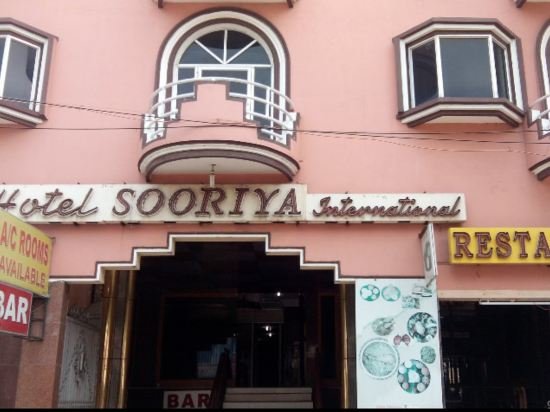 Hotel SOORIYA International
A/C ROOMS
AVAILABLE
BAR
RESTA
BAR